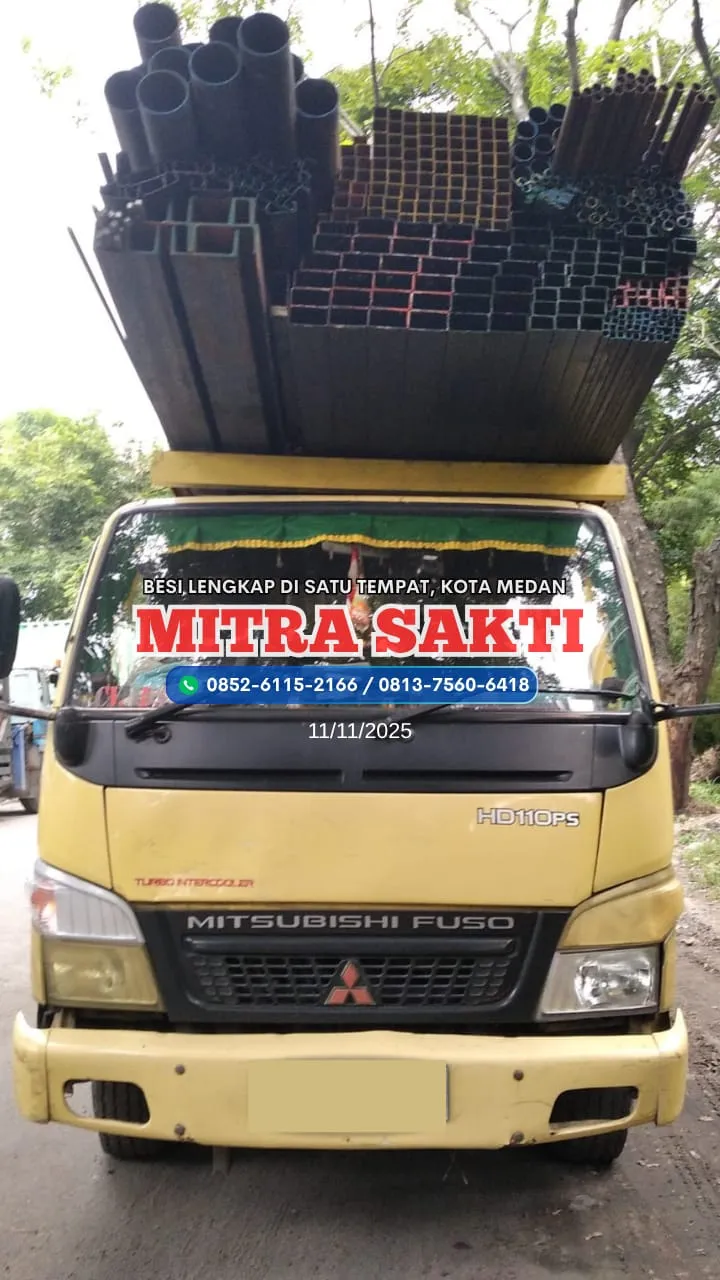 BESI LENGKAP DI SATU TEMPAT, KOTA MEDAN
MITRA SAKTI
0852-6115-2166 / 0813-7560-6418
11/11/2025
HD110PS
TURBO INTERCOOLER
MITSUBISHI FUSO